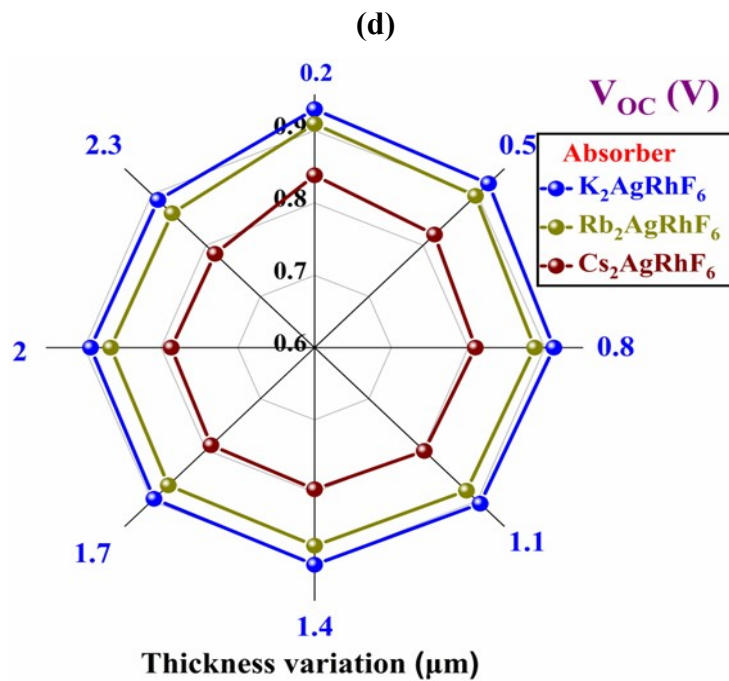 (d)
0.2
V_OC (V)
0.9
2.3
0.5
Absorber
K₂AgRhF₆
0.8
Rb₂AgRhF₆
Cs₂AgRhF₆
0.7
2
0.6
0.8
1.7
1.1
1.4
Thickness variation (μm)